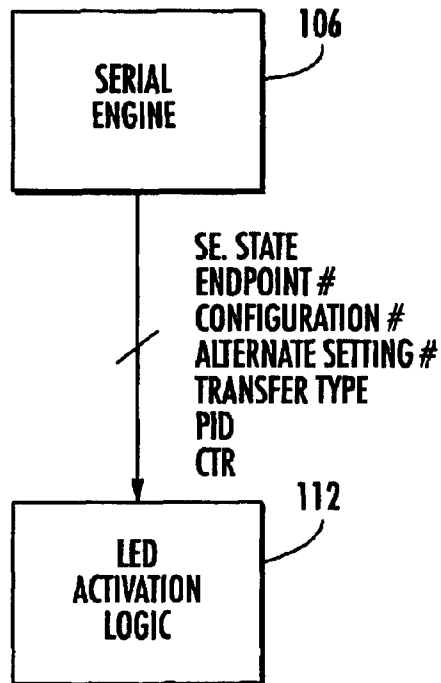 106
SERIAL
ENGINE
SE. STATE
ENDPOINT #
CONFIGURATION #
ALTERNATE SETTING #
TRANSFER TYPE
PID
CTR
112
LED
ACTIVATION
LOGIC